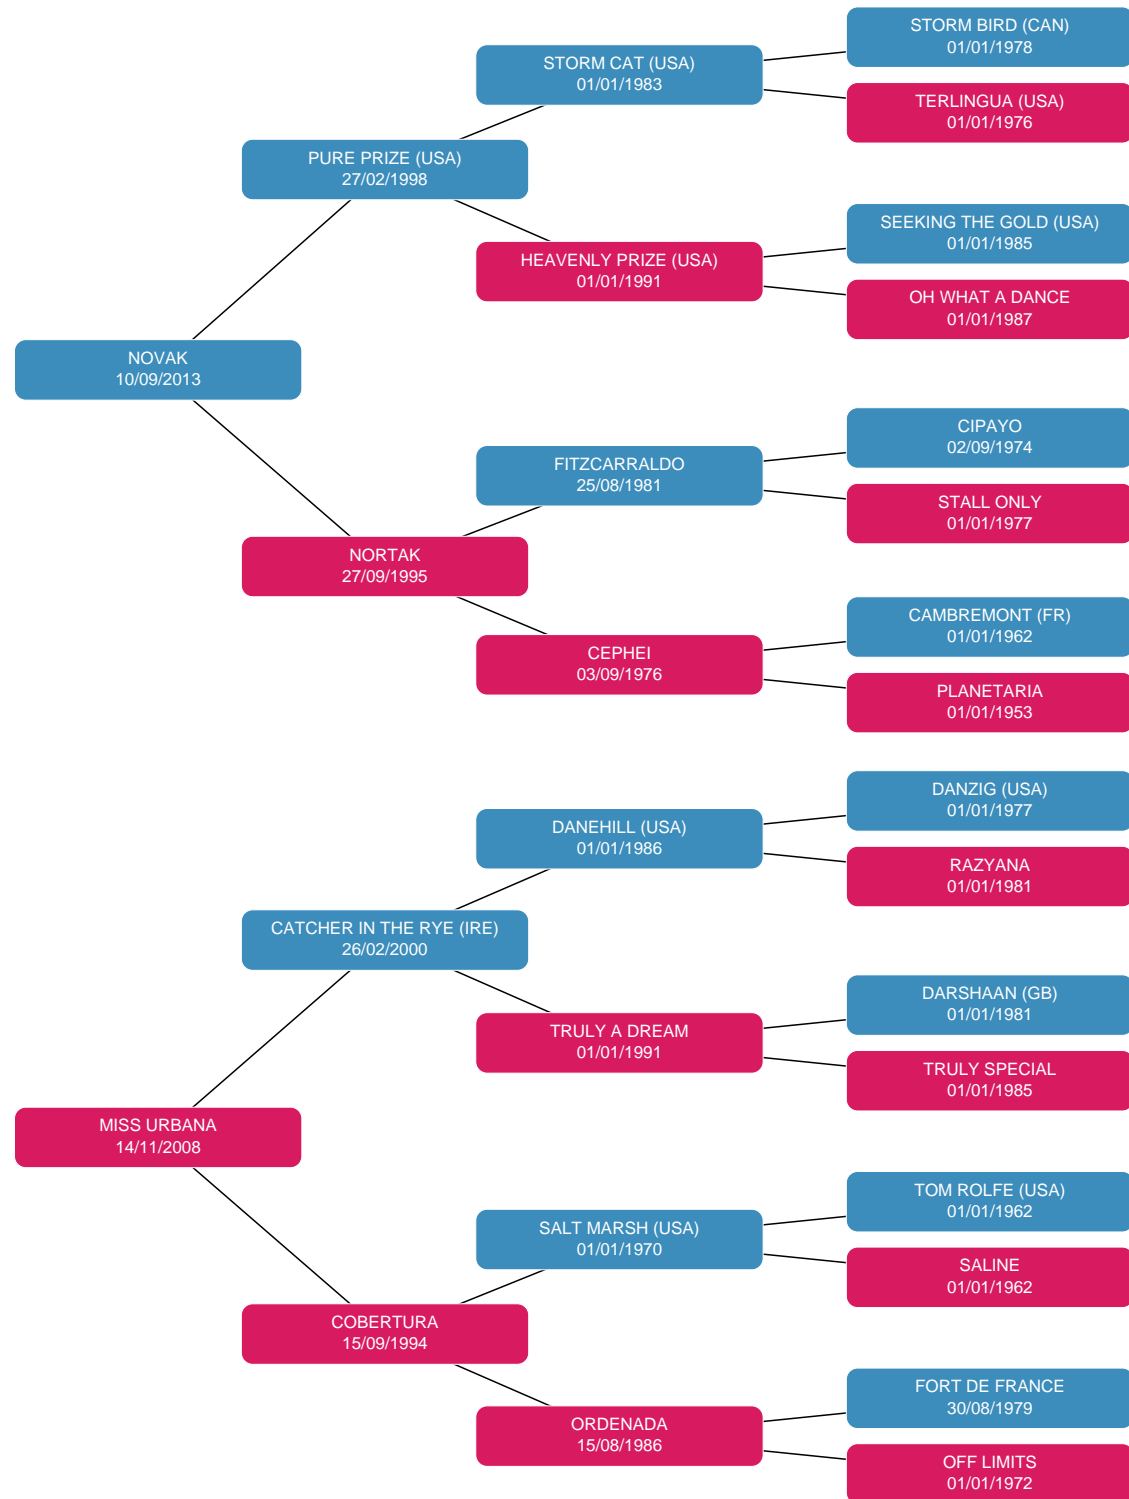 STORM BIRD (CAN)
01/01/1978
STORM CAT (USA)
01/01/1983
TERLINGUA (USA)
01/01/1976
PURE PRIZE (USA)
27/02/1998
SEEKING THE GOLD (USA)
01/01/1985
HEAVENLY PRIZE (USA)
01/01/1991
OH WHAT A DANCE
01/01/1987
NOVAK
10/09/2013
CIPAYO
02/09/1974
FITZCARRALDO
25/08/1981
STALL ONLY
01/01/1977
NORTAK
27/09/1995
CAMBREMONT (FR)
01/01/1962
CEPHEI
03/09/1976
PLANETARIA
01/01/1953
DANZIG (USA)
01/01/1977
DANEHILL (USA)
01/01/1986
RAZYANA
01/01/1981
CATCHER IN THE RYE (IRE)
26/02/2000
DARSHAAN (GB)
01/01/1981
TRULY A DREAM
01/01/1991
TRULY SPECIAL
01/01/1985
MISS URBANA
14/11/2008
TOM ROLFE (USA)
01/01/1962
SALT MARSH (USA)
01/01/1970
SALINE
01/01/1962
COBERTURA
15/09/1994
FORT DE FRANCE
30/08/1979
ORDENADA
15/08/1986
OFF LIMITS
01/01/1972